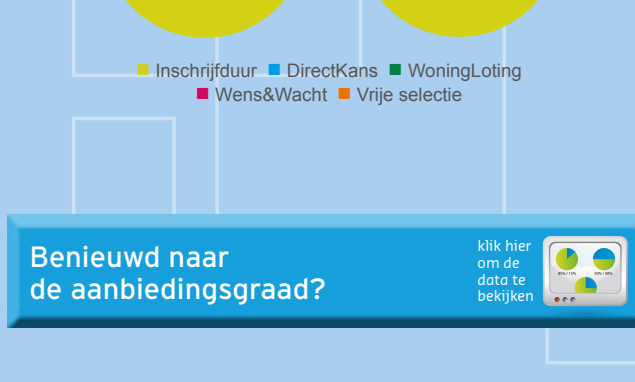 Inschrijfduur DirectKans WoningLoting
Wens&Wacht Vrije selectie
Benieuwd naar
de aanbiedingsgraad?
klik hier
om de
data te
bekijken